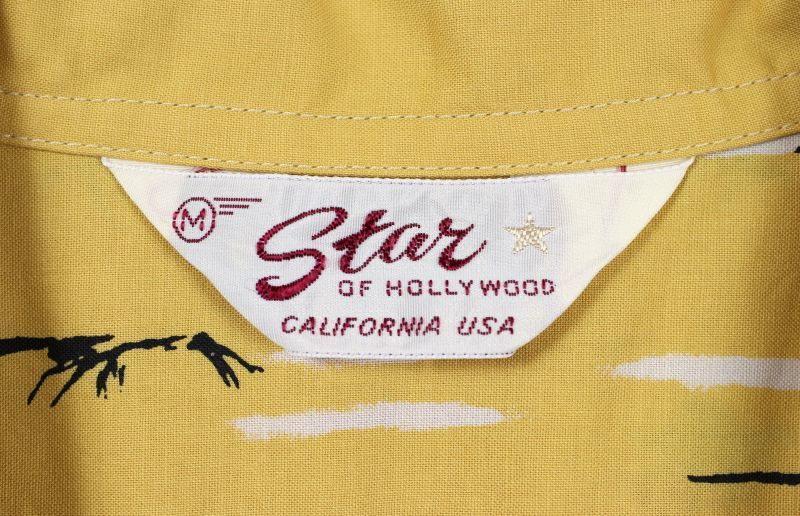 M
Star
OF HOLLYWOOD
CALIFORNIA USA